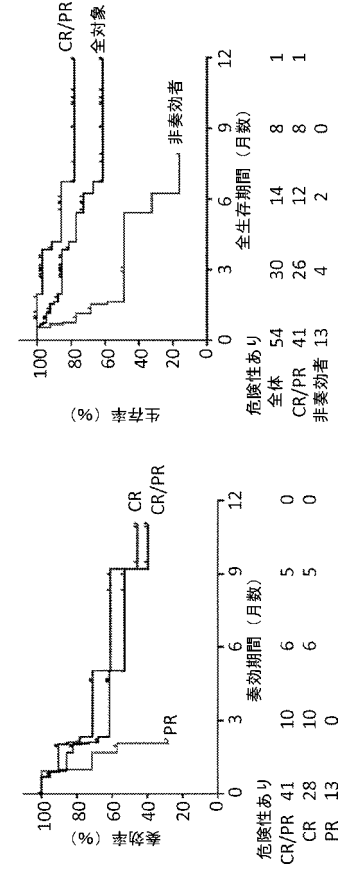 奏効率 (%)
100
80
60
40
20
0
CR
CR/PR
PR
0 3 6 9 12
奏効期間（月数）
危険性あり
CR/PR 41 10 6 5 0
CR 28 10 6 5 0
PR 13 0
生存率 (%)
100
80
60
40
20
0
CR/PR
全対象
非奏効者
0 3 6 9 12
全生存期間（月数）
危険性あり
全体 54 30 14 8 1
CR/PR 41 26 12 8 1
非奏効者 13 4 2 0